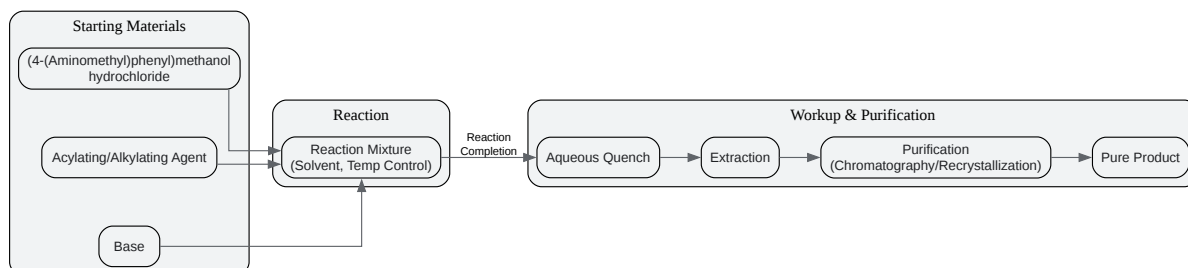 Starting Materials
(4-(Aminomethyl)phenyl)methanol
hydrochloride
Acylating/Alkylating Agent
Base
Reaction
Reaction Mixture
(Solvent, Temp Control)
Reaction
Completion
Workup & Purification
Aqueous Quench
Extraction
Purification
(Chromatography/Recrystallization)
Pure Product